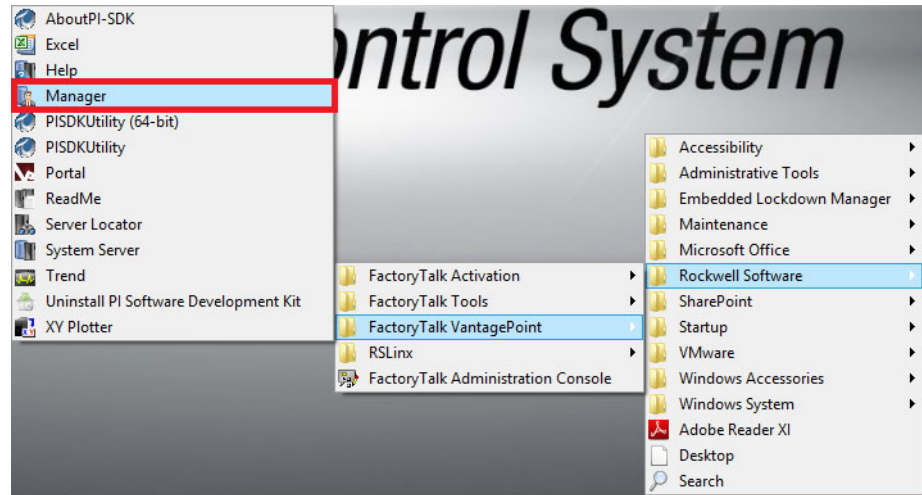 AboutPI-SDK
Excel
Help
Manager
PISDKUtility (64-bit)
PISDKUtility
Portal
ReadMe
Server Locator
System Server
Trend
Uninstall PI Software Development Kit
XY Plotter
ntrol System
FactoryTalk Activation
FactoryTalk Tools
FactoryTalk VantagePoint
RSLinx
FactoryTalk Administration Console
Accessibility
Administrative Tools
Embedded Lockdown Manager
Maintenance
Microsoft Office
Rockwell Software
SharePoint
Startup
VMware
Windows Accessories
Windows System
Adobe Reader XI
Desktop
Search